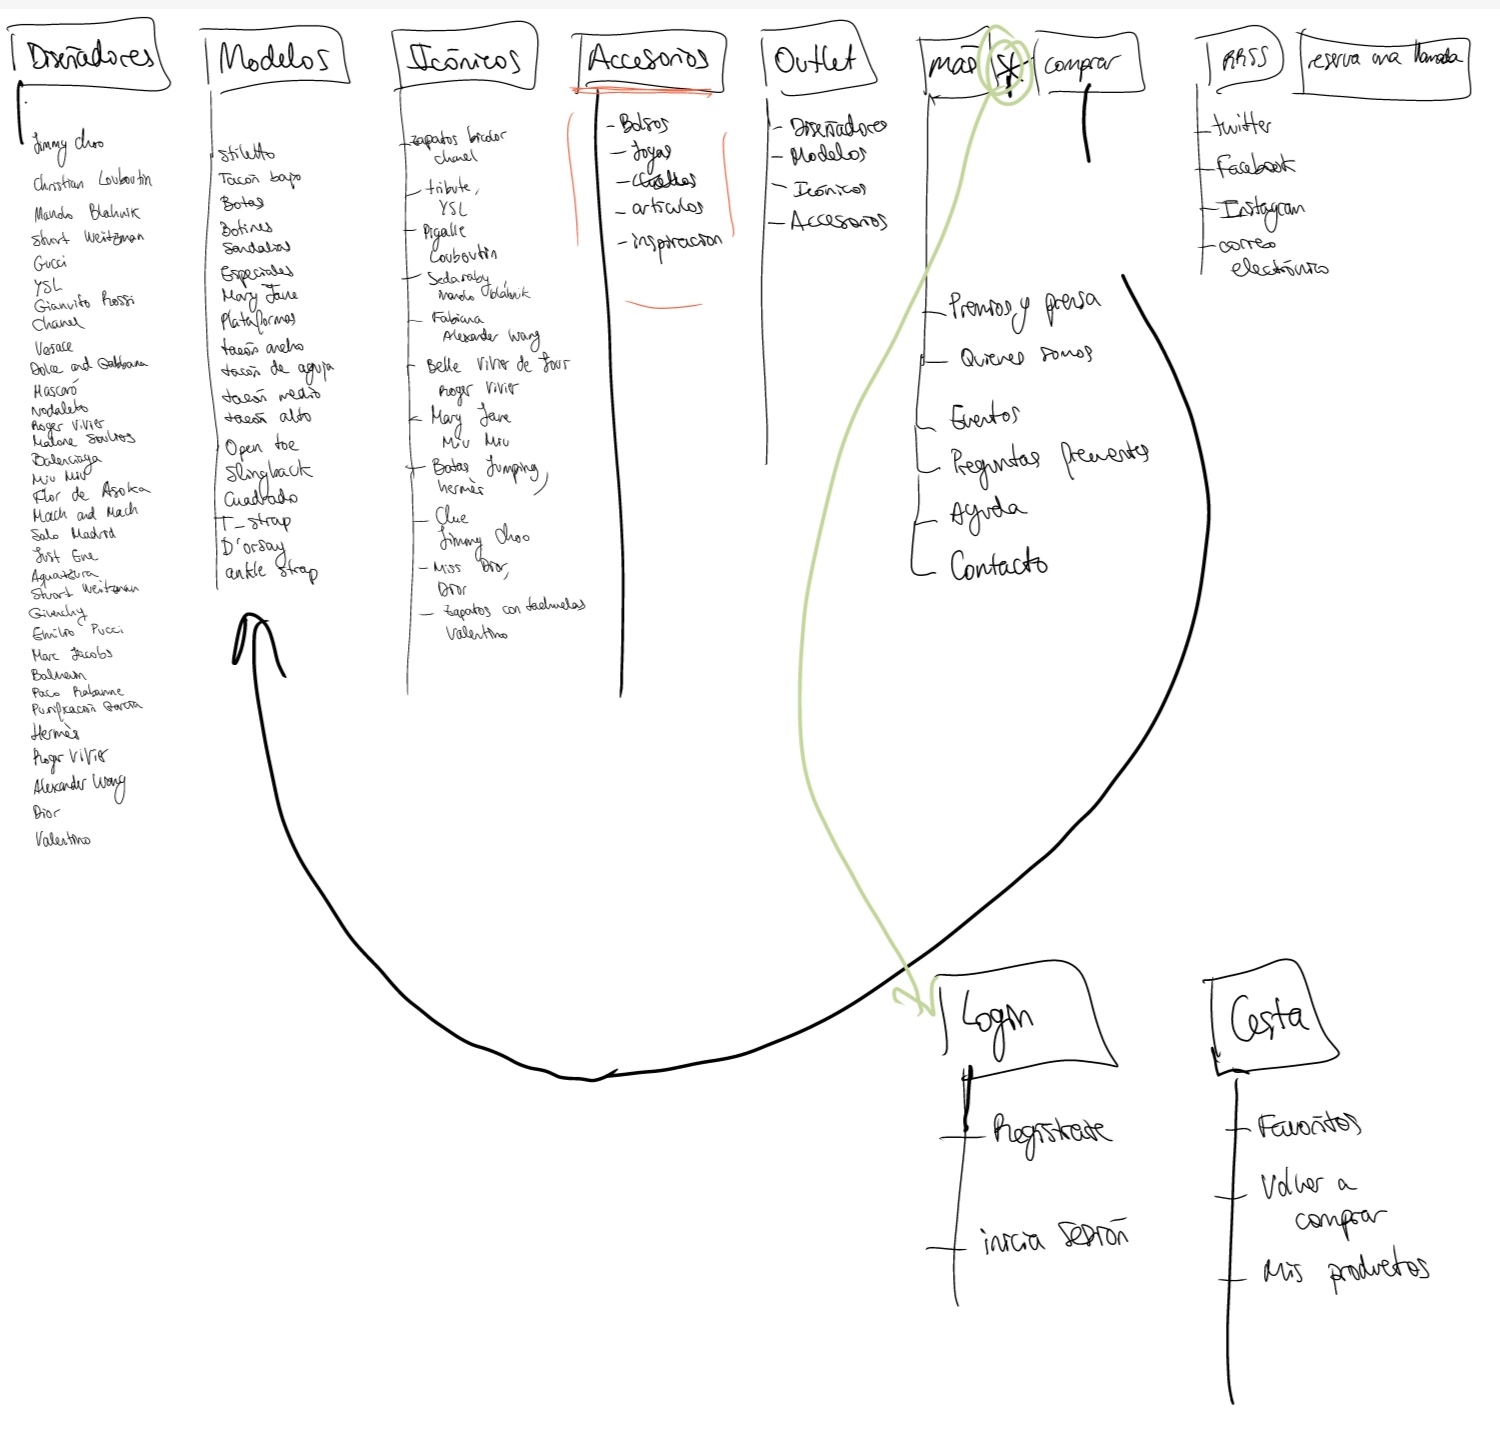 Diseñadores
Jimmy choo
Christian Louboutin
Manolo Blahnik
Stuart Weitzman
Gucci
YSL
Gianvito Rossi
Chanel
Versace
Dolce and Gabbana
Mascaró
Nodaleto
Roger Vivier
Malone Souliers
Balenciaga
Miu Miu
Flor de Asoka
Mach and Mach
Salo Madrid
Just Ene
Aquazzura
Stuart Weitzman
Givenchy
Emilio Pucci
Marc Jacobs
Balmain
Paco Rabanne
Purificacion Garcia
Hermès
Roger Vivier
Alexander Wang
Dior
Valentino
Modelos
Stiletto
Tacón bajo
Botas
Botines
Sandalias
Especiales
Mary Jane
Plataformas
tacón ancho
tacón de aguja
tacón medio
tacón alto
Open toe
Slingback
Cuadrado
T-strap
D'orsay
ankle strap
Icónicos
zapatos bicolor
chanel
tribute,
YSL
Pigalle
Louboutin
Sedaraby
Manolo blahnik
Fabiana
Alexander Wang
Belle Vivier de Jour
Roger Vivier
Mary Jane
Miu Miu
Botas Jumping,
hermès
Clue
Jimmy Choo
- Miss Dior,
Dior
- Zapatos con tachuelas
Valentino
Accesorios
- Bolsos
- Joyas
- artículos
- inspiracion
Outlet
- Diseñadores
- Modelos
- Icónicos
- Accesorios
mas
Premios y prensa
Quienes somos
Eventos
Preguntas frecuentes
Ayuda
Contacto
comprar
RRSS
twitter
Facebook
Instagram
correo
electrónico
reserva una llamada
Login
Registrate
inicia sesión
Cesta
Favoritos
Volver a
comprar
Mis productos